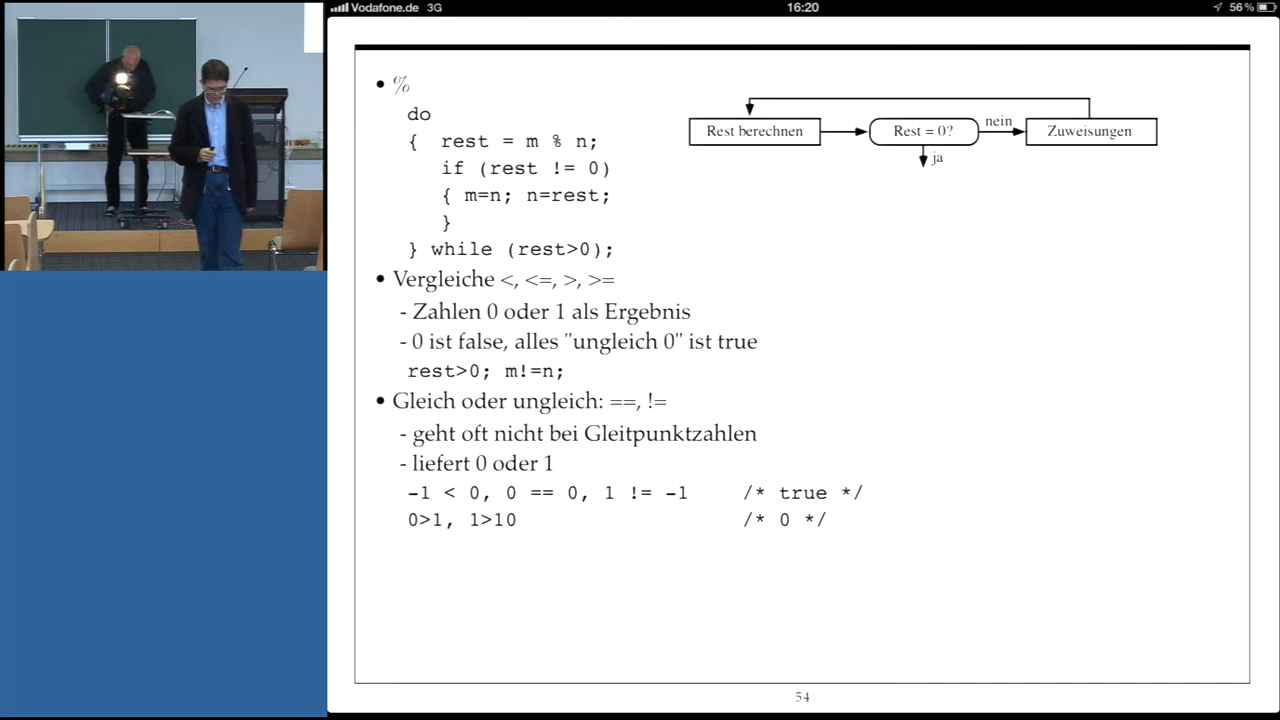 Vodafone.de 3G 16:20 56%
• %
do
{ rest = m % n;
if (rest != 0)
{ m=n; n=rest;
}
} while (rest>0);
Rest berechnen Rest = 0? nein Zuweisungen
ja
• Vergleiche <, <=, >, >=
- Zahlen 0 oder 1 als Ergebnis
- 0 ist false, alles "ungleich 0" ist true
rest>0; m!=n;
• Gleich oder ungleich: ==, !=
- geht oft nicht bei Gleitpunktzahlen
- liefert 0 oder 1
-1 < 0, 0 == 0, 1 != -1 /* true */
0>1, 1>10 /* 0 */
54